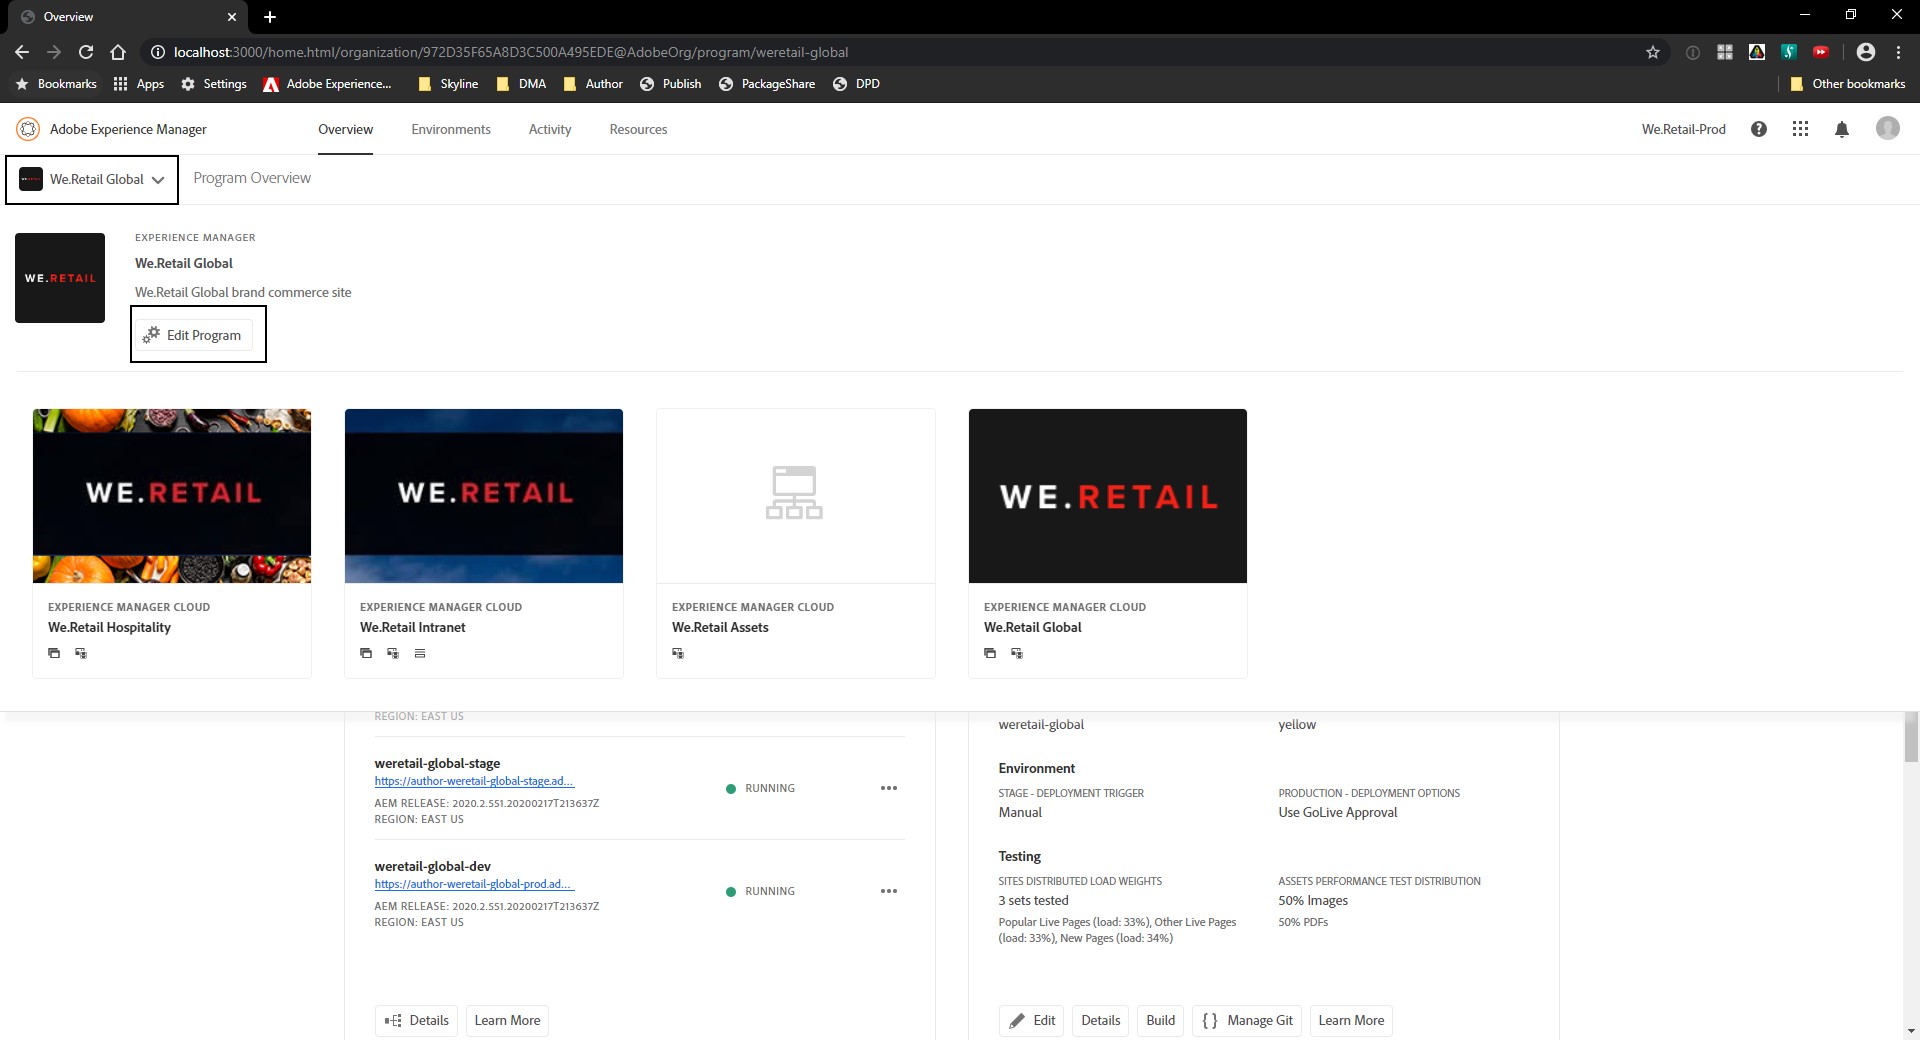 Overview
localhost:3000/home.html/organization/972D35F65A8D3C500A495EDE@AdobeOrg/program/weretail-global
Bookmarks Apps Settings Adobe Experience... Skyline DMA Author Publish PackageShare DPD Other bookmarks
Adobe Experience Manager Overview Environments Activity Resources We.Retail-Prod
We.Retail Global Program Overview
EXPERIENCE MANAGER
WE.RETAIL
We.Retail Global
We.Retail Global brand commerce site
Edit Program
WE.RETAIL WE.RETAIL WE.RETAIL
EXPERIENCE MANAGER CLOUD EXPERIENCE MANAGER CLOUD EXPERIENCE MANAGER CLOUD EXPERIENCE MANAGER CLOUD
We.Retail Hospitality We.Retail Intranet We.Retail Assets We.Retail Global
REGION: EAST US
weretail-global-stage
https://author-weretail-global-stage.ad...
AEM RELEASE: 2020.2.551.20200217T213637Z
REGION: EAST US
RUNNING
weretail-global-dev
https://author-weretail-global-prod.ad...
AEM RELEASE: 2020.2.551.20200217T213637Z
REGION: EAST US
RUNNING
Details Learn More
weretail-global yellow
Environment
STAGE - DEPLOYMENT TRIGGER PRODUCTION - DEPLOYMENT OPTIONS
Manual Use GoLive Approval
Testing
SITES DISTRIBUTED LOAD WEIGHTS ASSETS PERFORMANCE TEST DISTRIBUTION
3 sets tested 50% Images
Popular Live Pages (load: 33%), Other Live Pages 50% PDFs
(load: 33%), New Pages (load: 34%)
Edit Details Build Manage Git Learn More